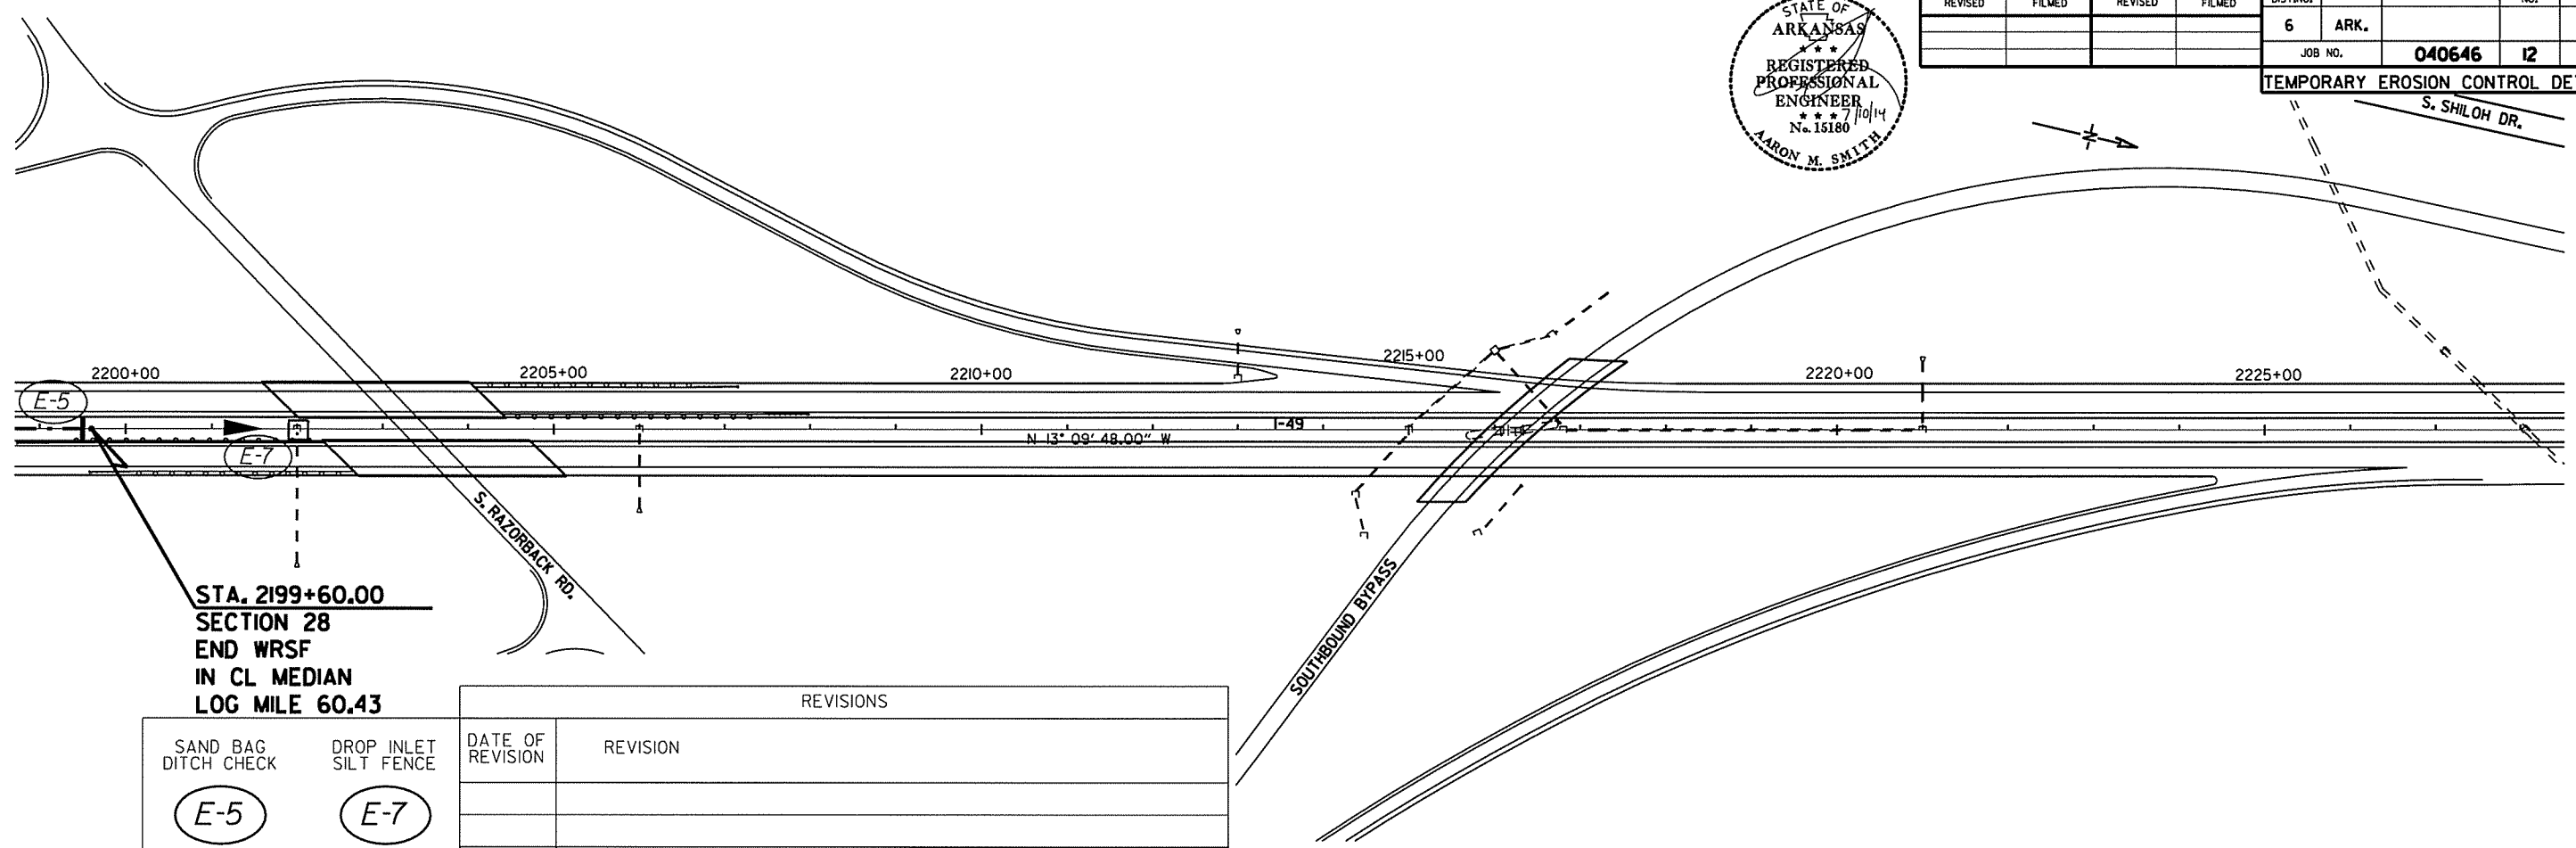 STATE OF
ARKANSAS
★ ★ ★
REGISTERED
PROFESSIONAL
ENGINEER
★ ★ ★
7/10/14
No. 15180
AARON M. SMITH
REVISED FILMED REVISED FILMED
6 ARK.
JOB NO. 040646 12
TEMPORARY EROSION CONTROL DE
S. SHILOH DR.
N
2200+00
2205+00
2210+00
2215+00
2220+00
2225+00
E-5
E-7
I-49
N 13° 09' 48.00" W
S. RAZORBACK RD.
SOUTHBOUND BYPASS
STA. 2199+60.00
SECTION 28
END WRSF
IN CL MEDIAN
LOG MILE 60.43
SAND BAG
DITCH CHECK
E-5
DROP INLET
SILT FENCE
E-7
REVISIONS
DATE OF
REVISION
REVISION